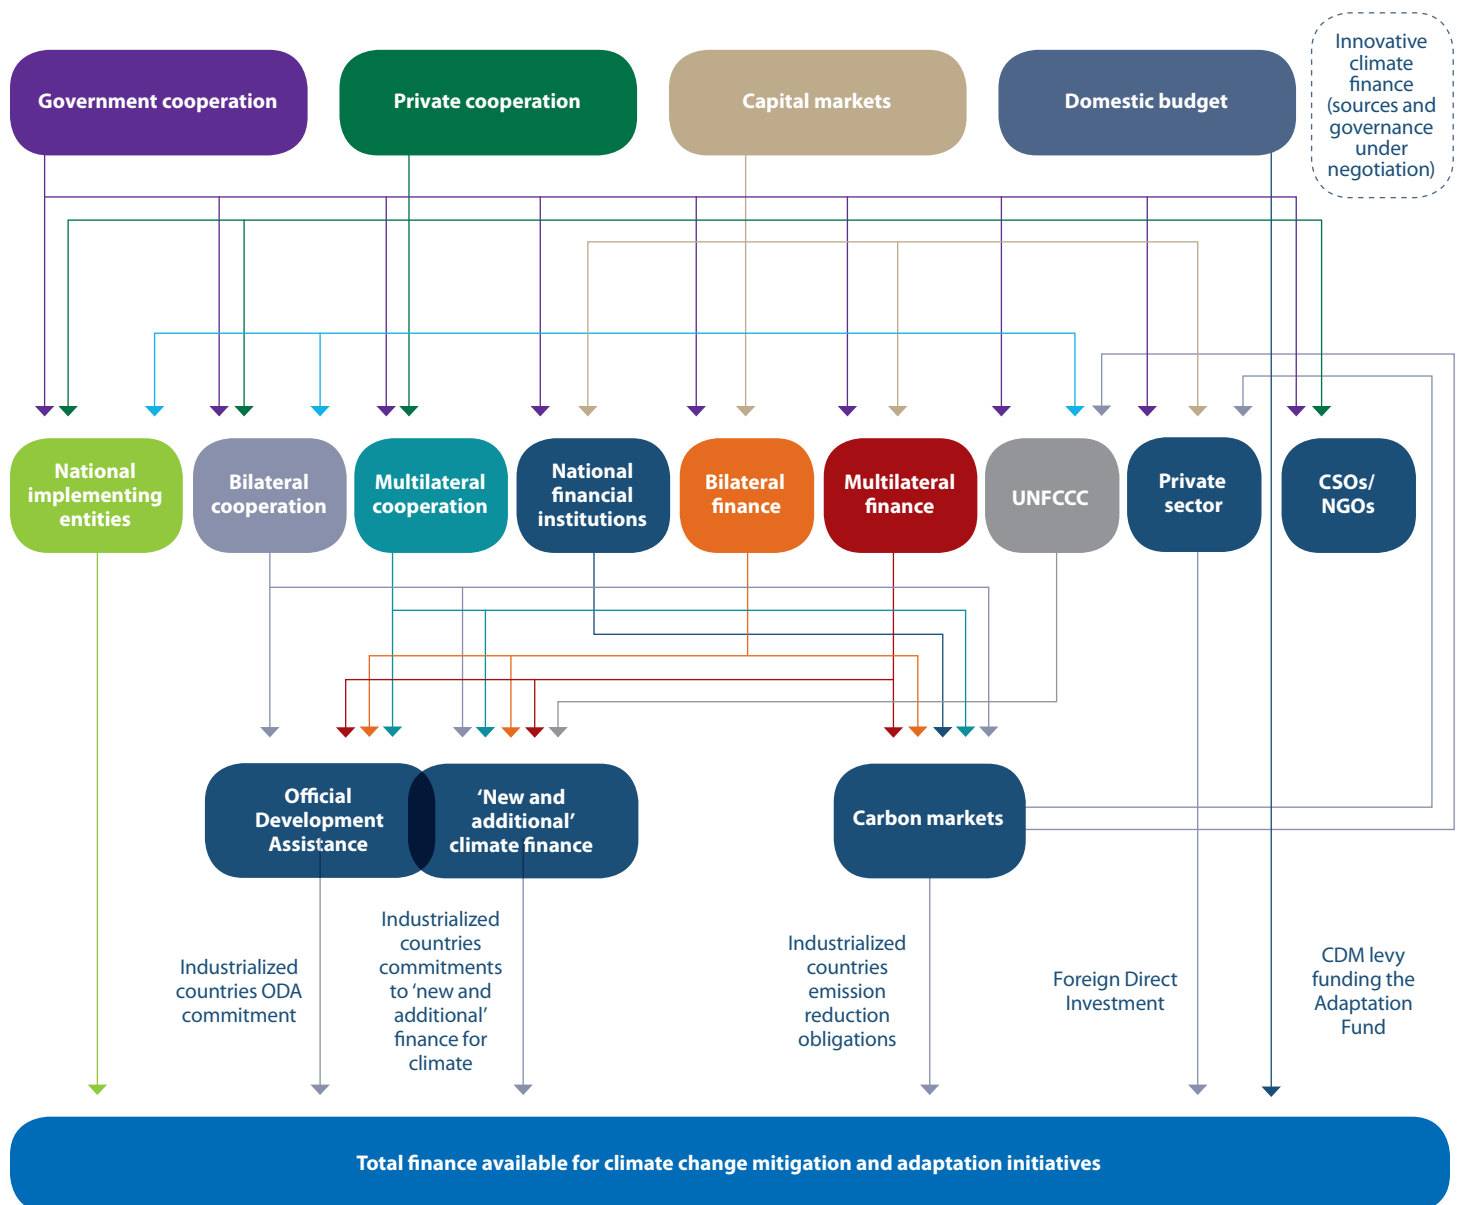 Government cooperation
Private cooperation
Capital markets
Domestic budget
Innovative
climate
finance
(sources and
governance
under
negotiation)
National
implementing
entities
Bilateral
cooperation
Multilateral
cooperation
National
financial
institutions
Bilateral
finance
Multilateral
finance
UNFCCC
Private
sector
CSOs/
NGOs
Official
Development
Assistance
‘New and
additional’
climate finance
Carbon markets
Industrialized
countries ODA
commitment
Industrialized
countries
commitments
to ‘new and
additional’
finance for
climate
Industrialized
countries
emission
reduction
obligations
Foreign Direct
Investment
CDM levy
funding the
Adaptation
Fund
Total finance available for climate change mitigation and adaptation initiatives